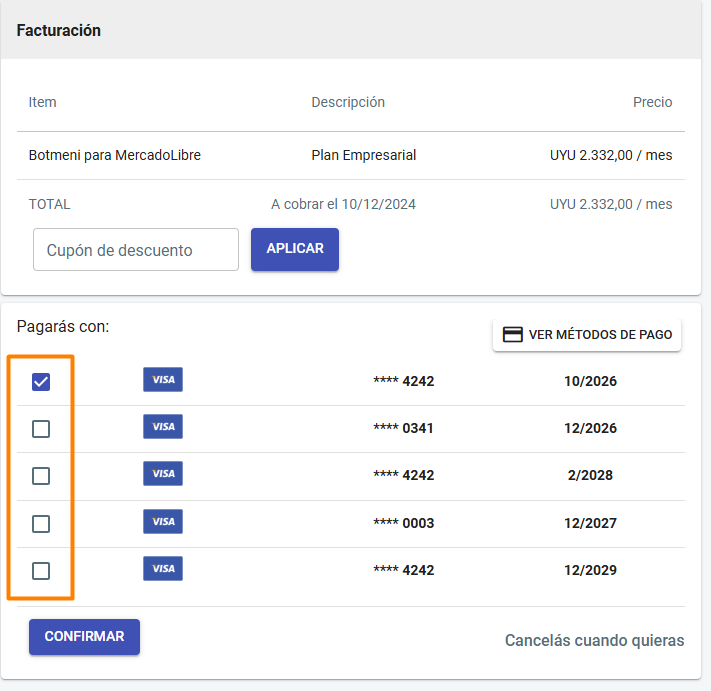 Facturación
Item Descripción Precio
Botmeni para MercadoLibre Plan Empresarial UYU 2.332,00 / mes
TOTAL A cobrar el 10/12/2024 UYU 2.332,00 / mes
Cupón de descuento APLICAR
Pagarás con: VER MÉTODOS DE PAGO
VISA **** 4242 10/2026
VISA **** 0341 12/2026
VISA **** 4242 2/2028
VISA **** 0003 12/2027
VISA **** 4242 12/2029
CONFIRMAR Cancelás cuando quieras